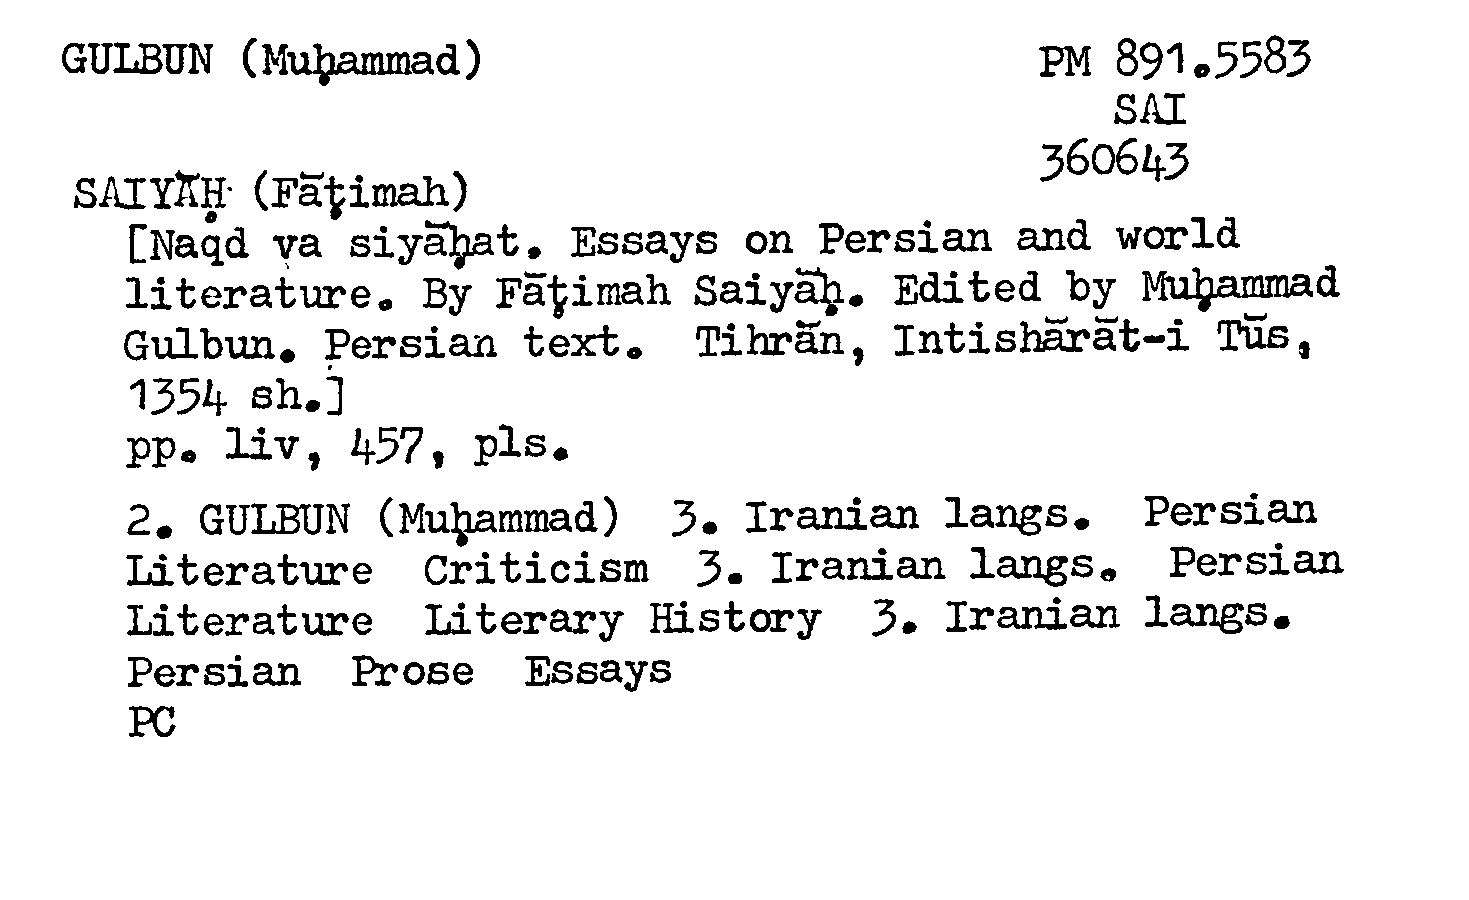 GULBUN (Muḥammad) PM 891.5583
SAI
360643
SAIYĀḤ (Fāṭimah)
[Naqd va siyāḥat. Essays on Persian and world
literature. By Fāṭimah Saiyāḥ. Edited by Muḥammad
Gulbun. Persian text. Tihrān, Intishārāt-i Tūs,
1354 sh.]
pp. liv, 457, pls.
2. GULBUN (Muḥammad) 3. Iranian langs. Persian
Literature Criticism 3. Iranian langs. Persian
Literature Literary History 3. Iranian langs.
Persian Prose Essays
PC